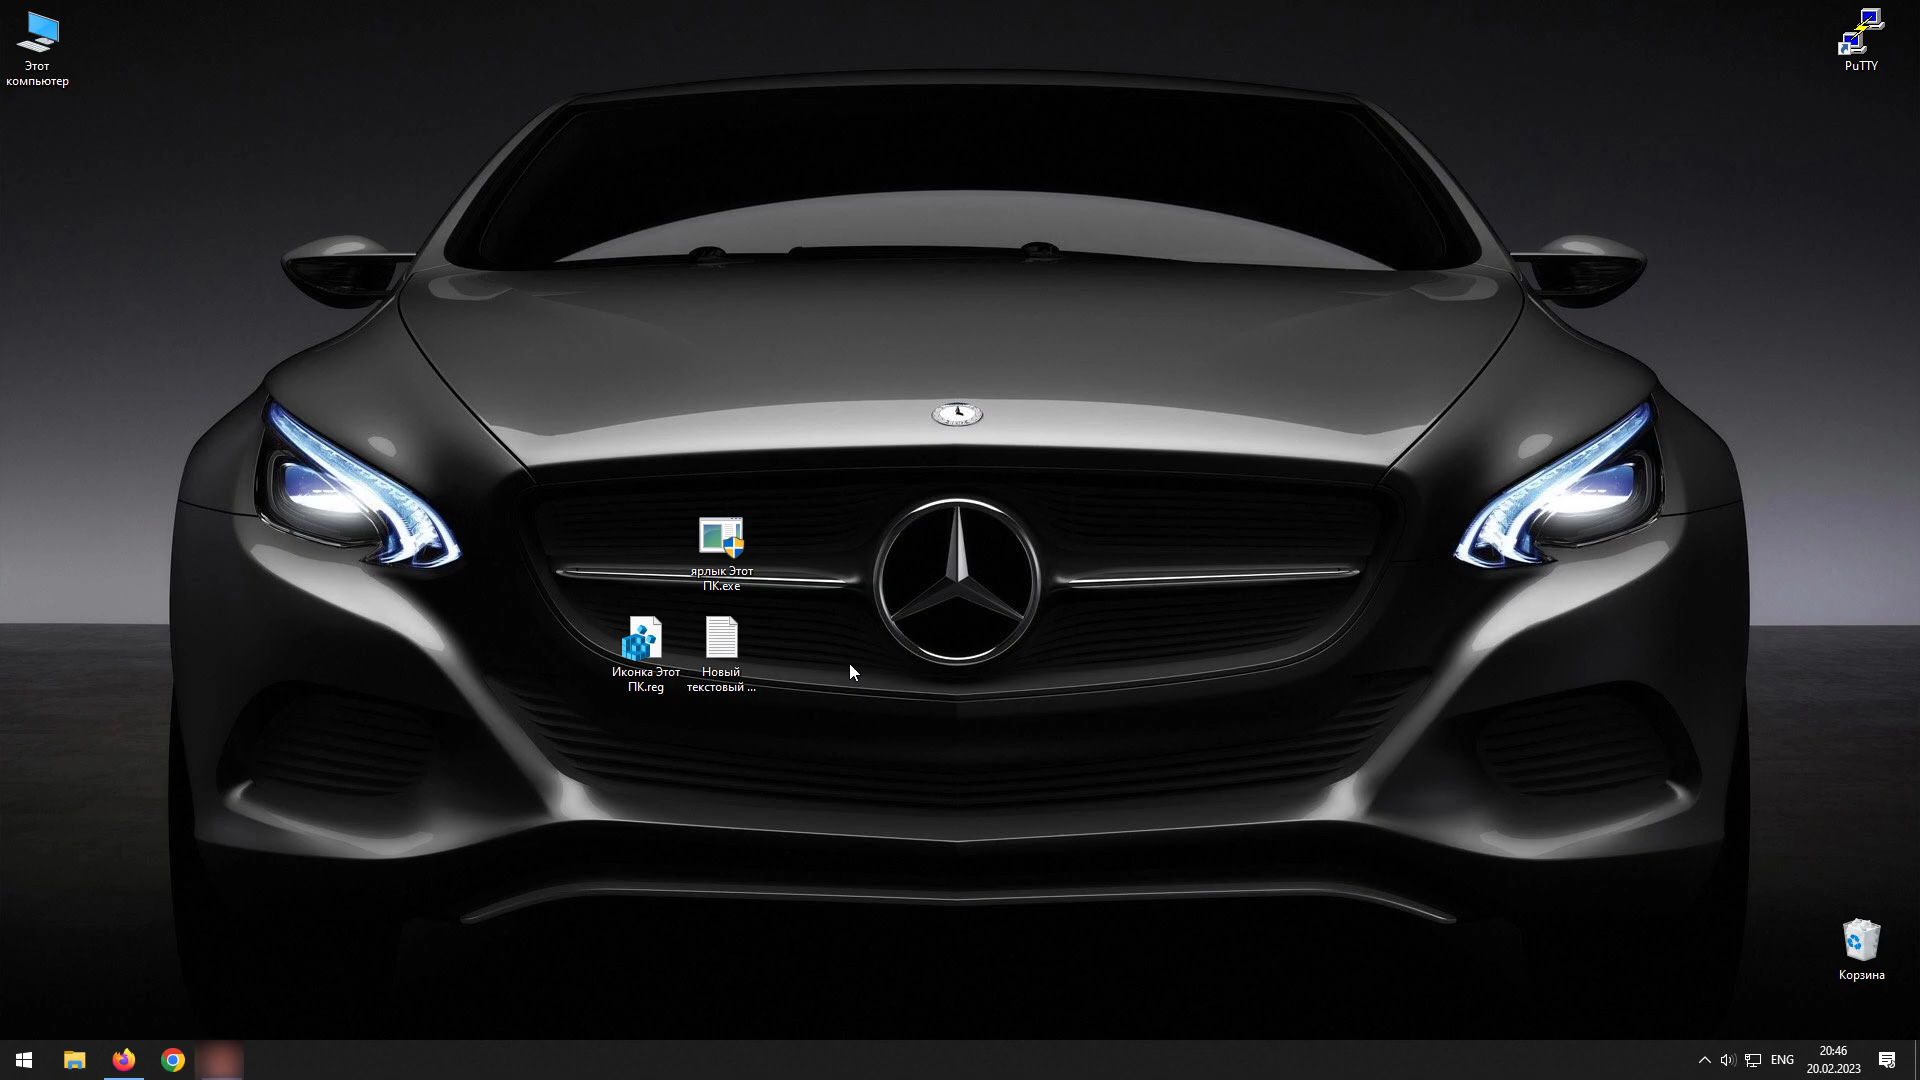 Этот
компьютер
PuTTY
ярлык Этот
ПК.exe
Иконка Этот
ПК.reg
Новый
текстовый ...
Корзина
ENG
20:46
20.02.2023